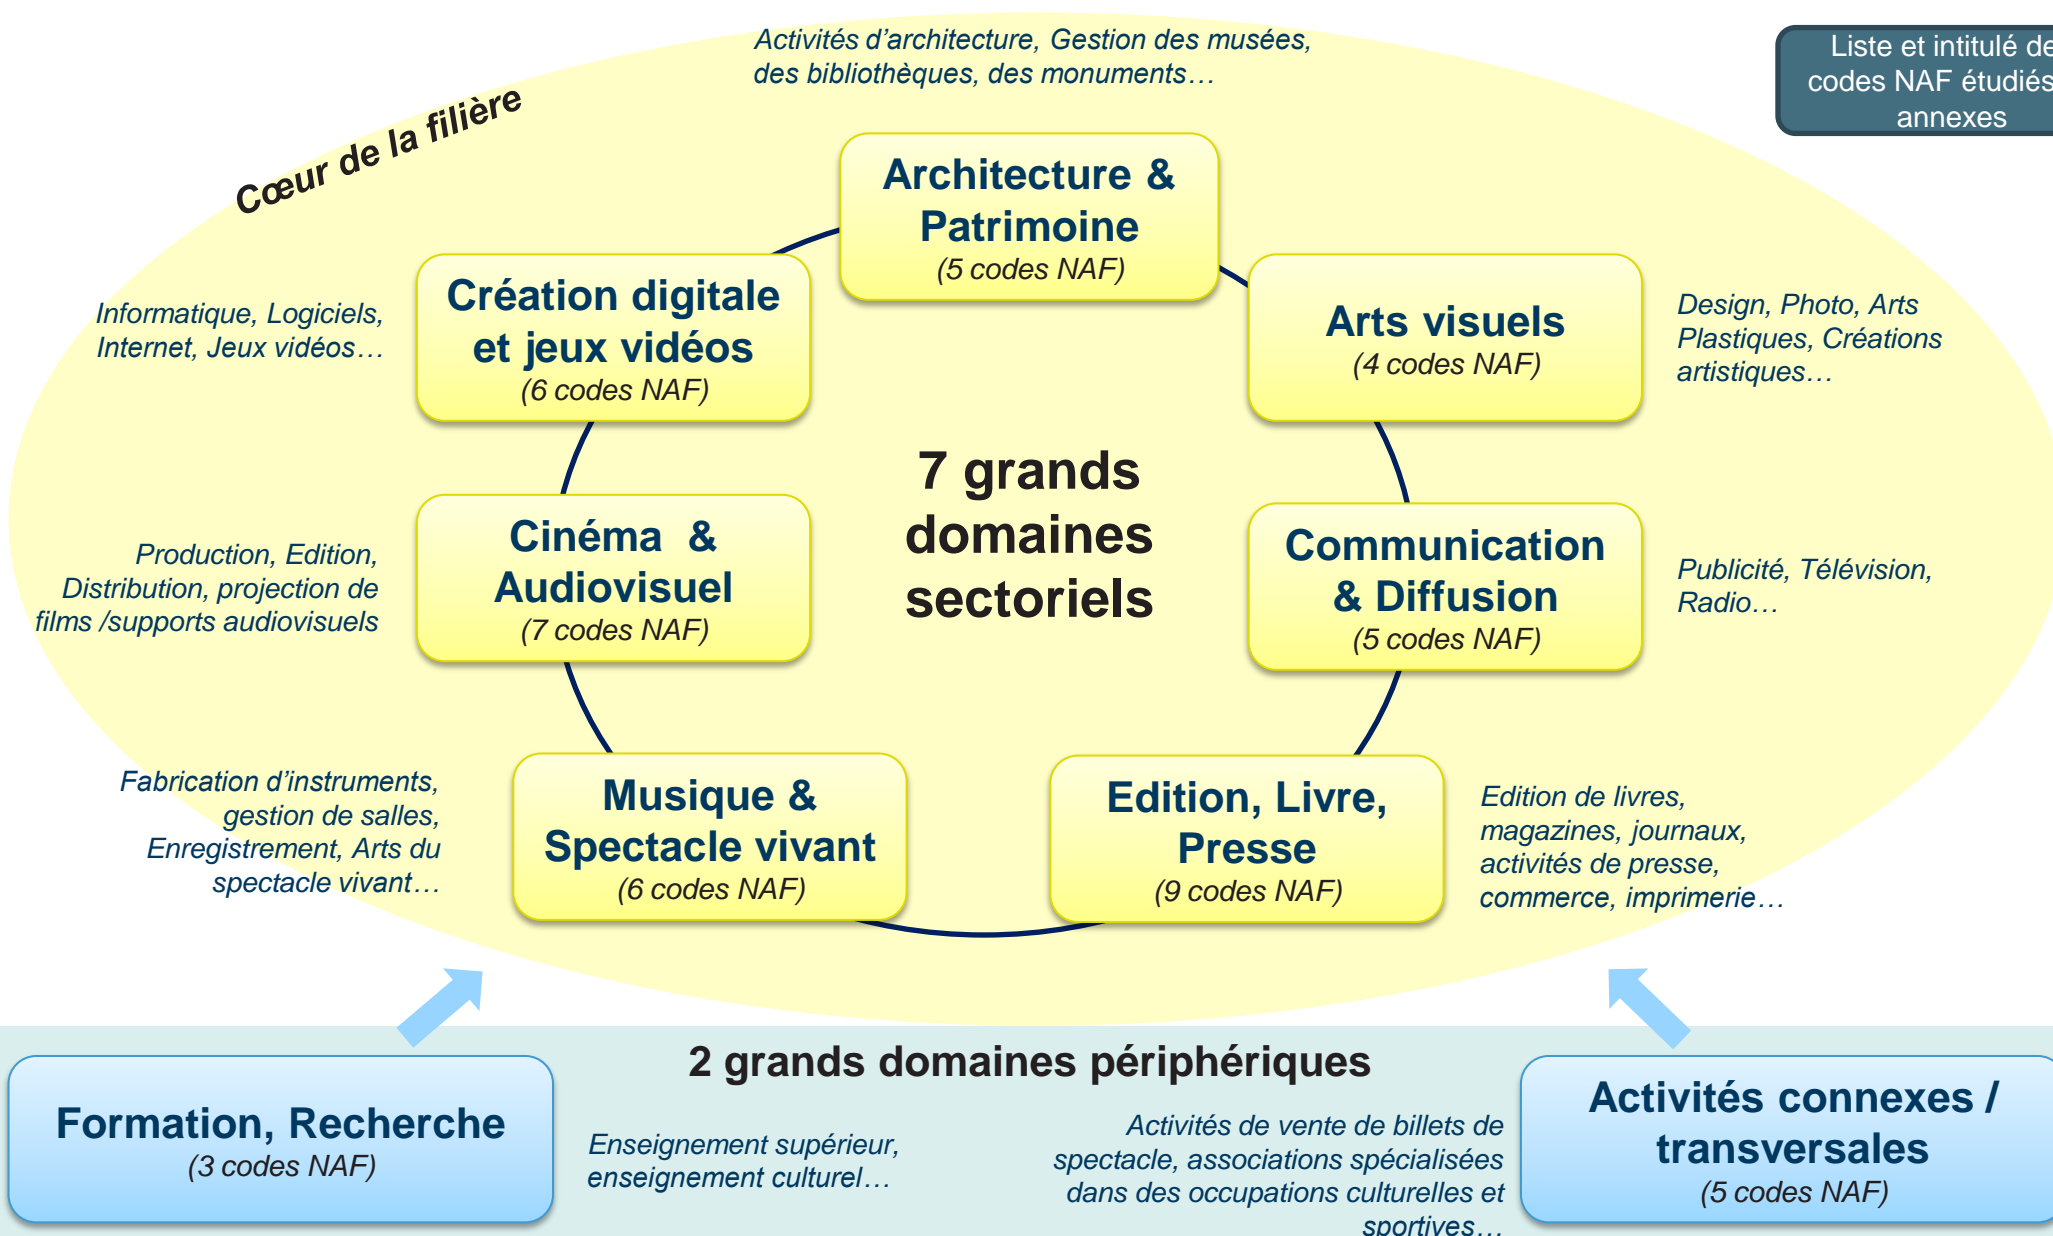 Activités d’architecture, Gestion des musées,
des bibliothèques, des monuments…
Liste et intitulé de
codes NAF étudiés
annexes
Cœur de la filière
Architecture &
Patrimoine
(5 codes NAF)
Informatique, Logiciels,
Internet, Jeux vidéos…
Création digitale
et jeux vidéos
(6 codes NAF)
Arts visuels
(4 codes NAF)
Design, Photo, Arts
Plastiques, Créations
artistiques…
7 grands
domaines
sectoriels
Production, Edition,
Distribution, projection de
films /supports audiovisuels
Cinéma &
Audiovisuel
(7 codes NAF)
Communication
& Diffusion
(5 codes NAF)
Publicité, Télévision,
Radio…
Fabrication d’instruments,
gestion de salles,
Enregistrement, Arts du
spectacle vivant…
Musique &
Spectacle vivant
(6 codes NAF)
Edition, Livre,
Presse
(9 codes NAF)
Edition de livres,
magazines, journaux,
activités de presse,
commerce, imprimerie…
2 grands domaines périphériques
Formation, Recherche
(3 codes NAF)
Enseignement supérieur,
enseignement culturel…
Activités de vente de billets de
spectacle, associations spécialisées
dans des occupations culturelles et
sportives…
Activités connexes /
transversales
(5 codes NAF)